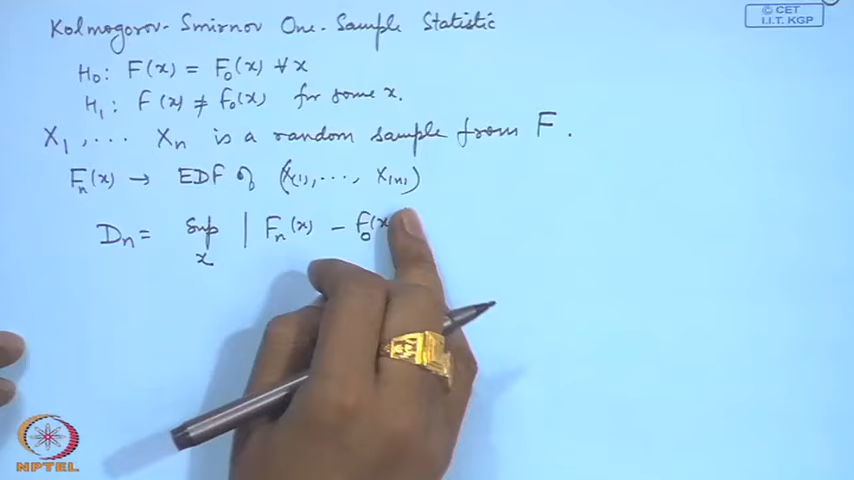 © CET
I.I.T. KGP
Kolmogorov-Smirnov One-Sample Statistic
H₀: F(x) = F₀(x) ∀ x
H₁: F(x) ≠ F₀(x) for some x.
X₁, ... Xₙ is a random sample from F.
Fₙ(x) → EDF of (X₍₁₎, ..., X₍ₙ₎)
Dₙ = Sup | Fₙ(x) - F₀(x
x
NPTEL